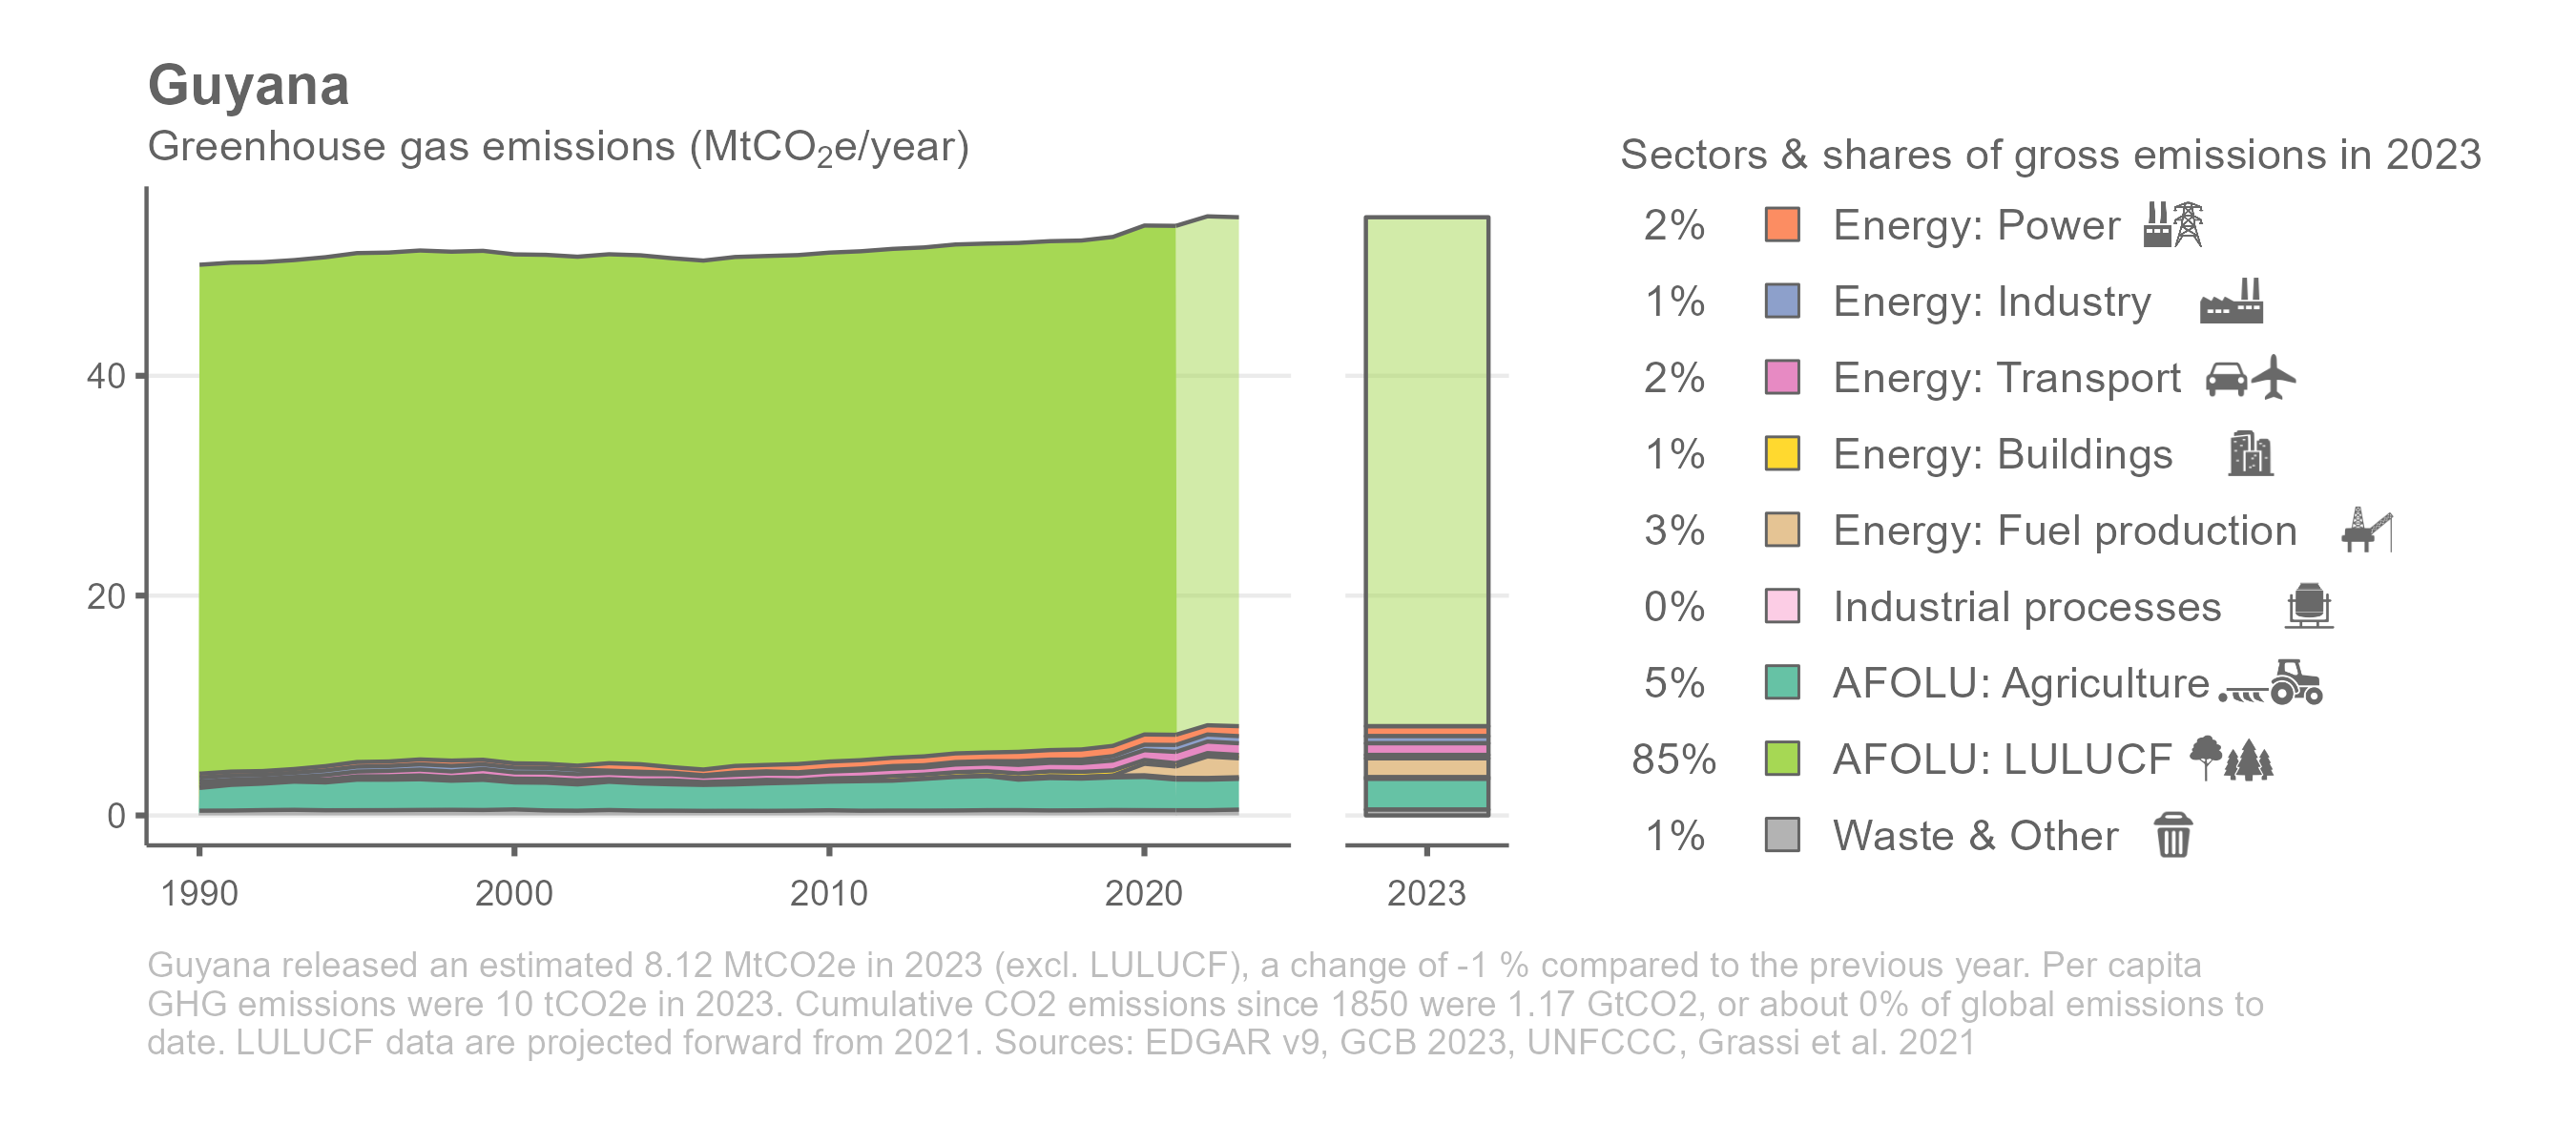 Guyana
Greenhouse gas emissions (MtCO₂e/year)
40
20
0
1990 2000 2010 2020 2023
Sectors & shares of gross emissions in 2023
2% Energy: Power
1% Energy: Industry
2% Energy: Transport
1% Energy: Buildings
3% Energy: Fuel production
0% Industrial processes
5% AFOLU: Agriculture
85% AFOLU: LULUCF
1% Waste & Other
Guyana released an estimated 8.12 MtCO2e in 2023 (excl. LULUCF), a change of -1 % compared to the previous year. Per capita
GHG emissions were 10 tCO2e in 2023. Cumulative CO2 emissions since 1850 were 1.17 GtCO2, or about 0% of global emissions to
date. LULUCF data are projected forward from 2021. Sources: EDGAR v9, GCB 2023, UNFCCC, Grassi et al. 2021